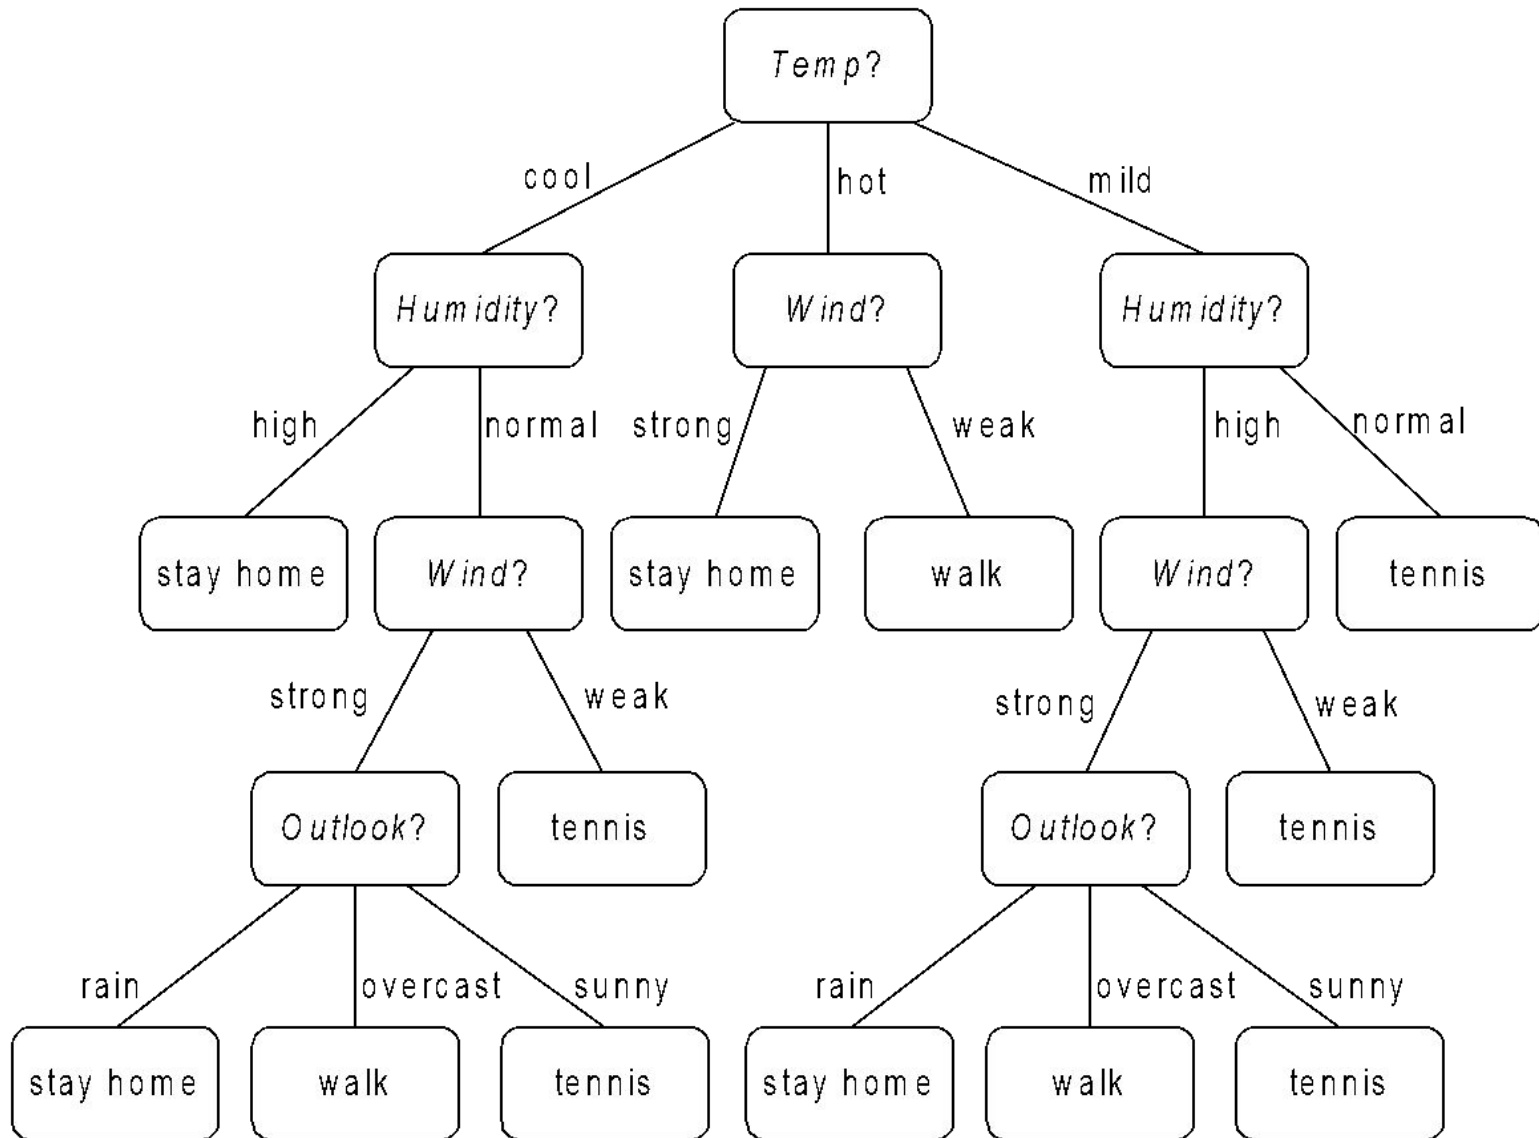 Temp?
cool
hot
mild
Humidity?
Wind?
Humidity?
high
normal
strong
weak
high
normal
stay home
Wind?
stay home
walk
Wind?
tennis
strong
weak
strong
weak
Outlook?
tennis
Outlook?
tennis
rain
overcast
sunny
rain
overcast
sunny
stay home
walk
tennis
stay home
walk
tennis